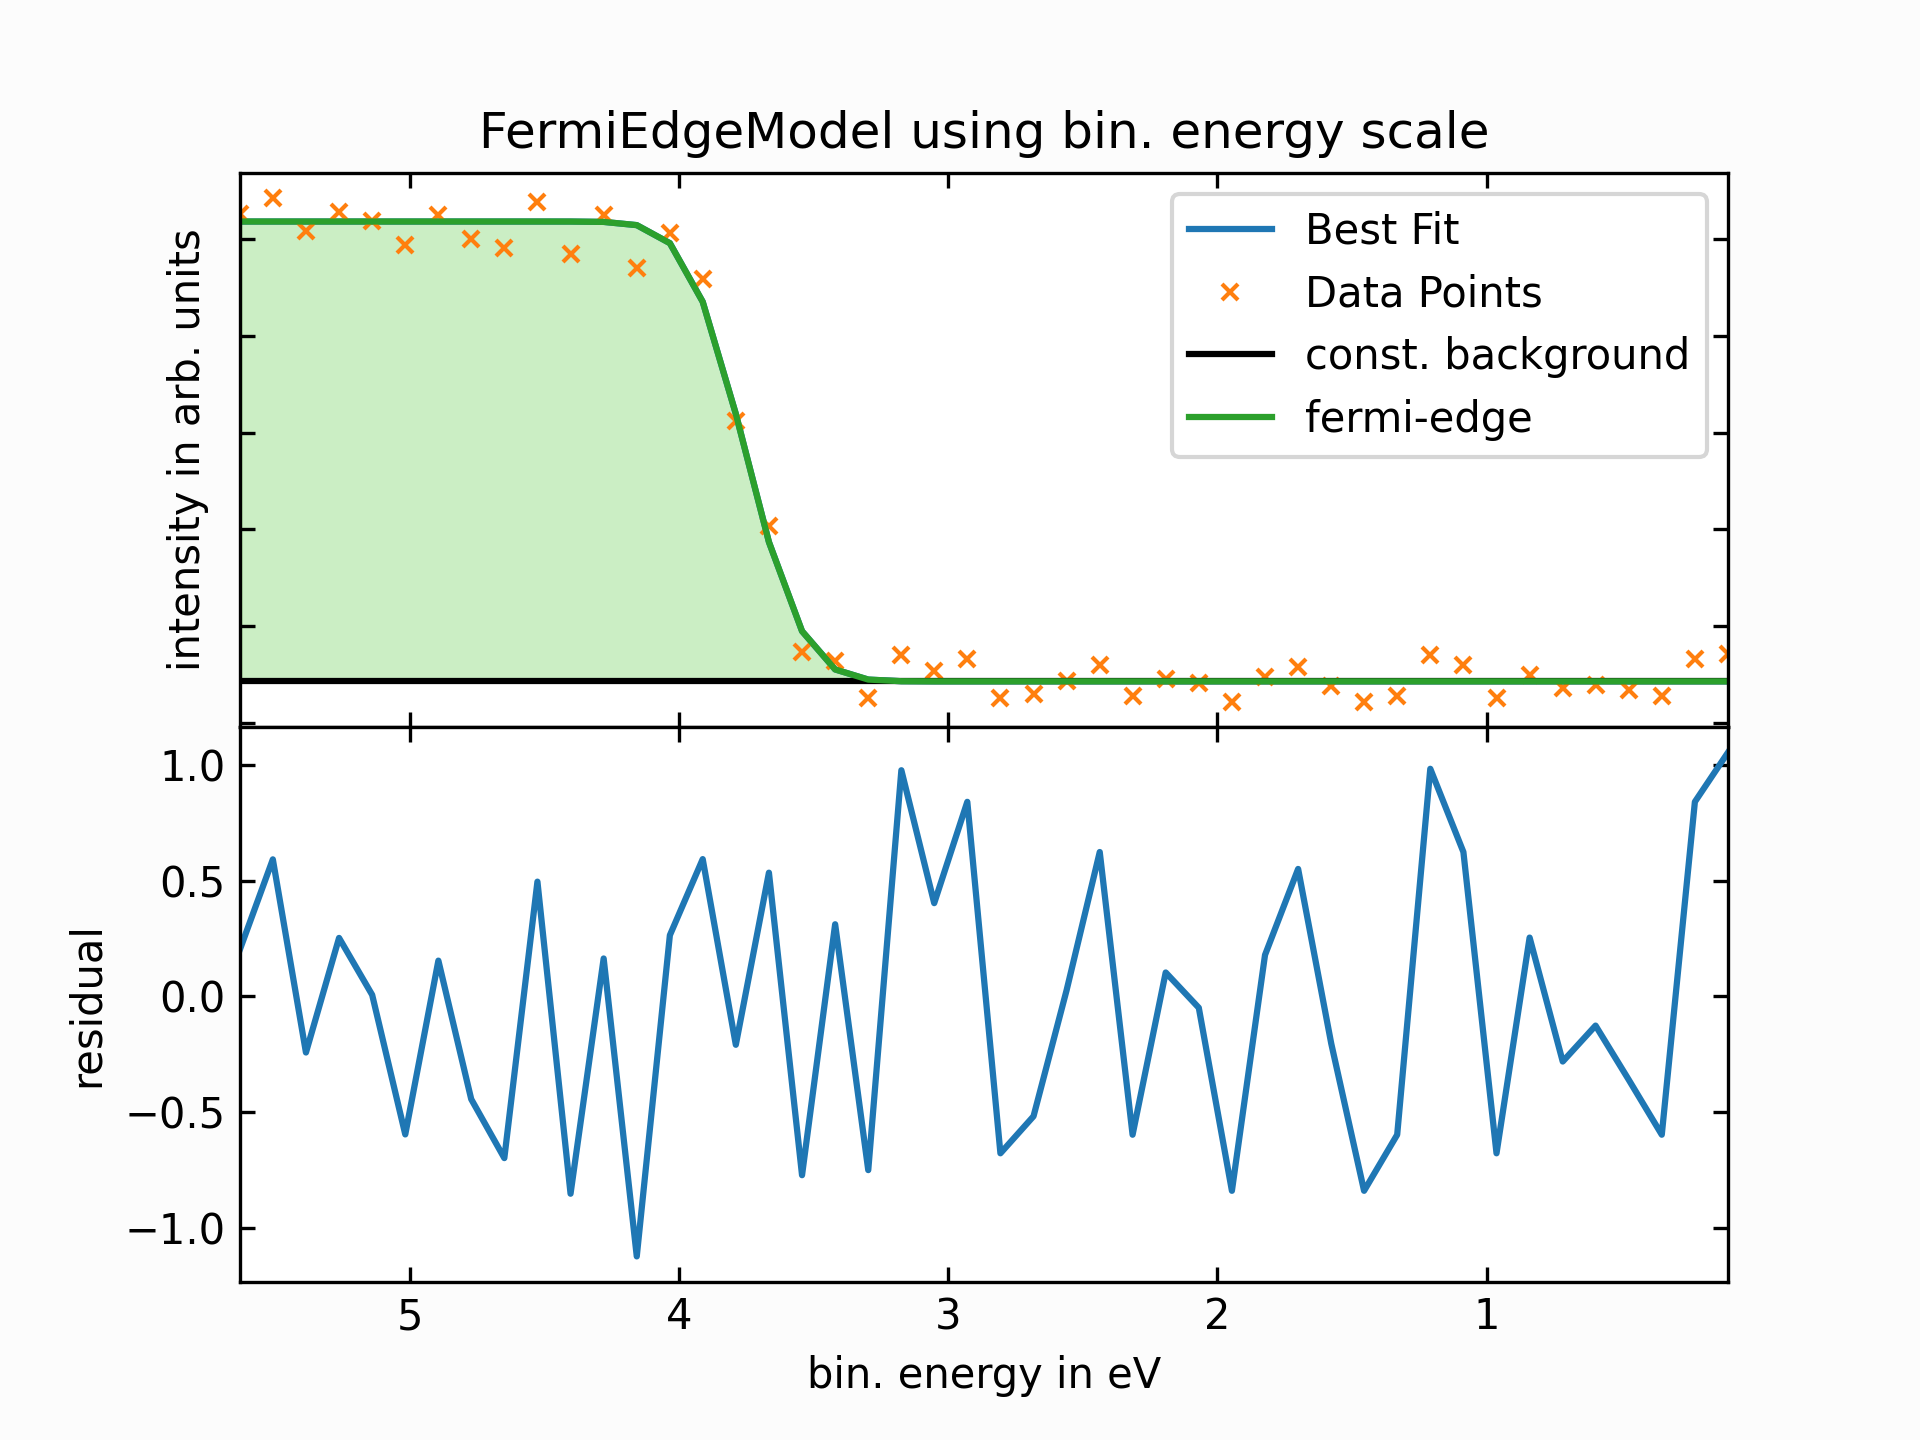 FermiEdgeModel using bin. energy scale
intensity in arb. units
Best Fit
Data Points
const. background
fermi-edge
residual
1.0
0.5
0.0
−0.5
−1.0
5 4 3 2 1
bin. energy in eV